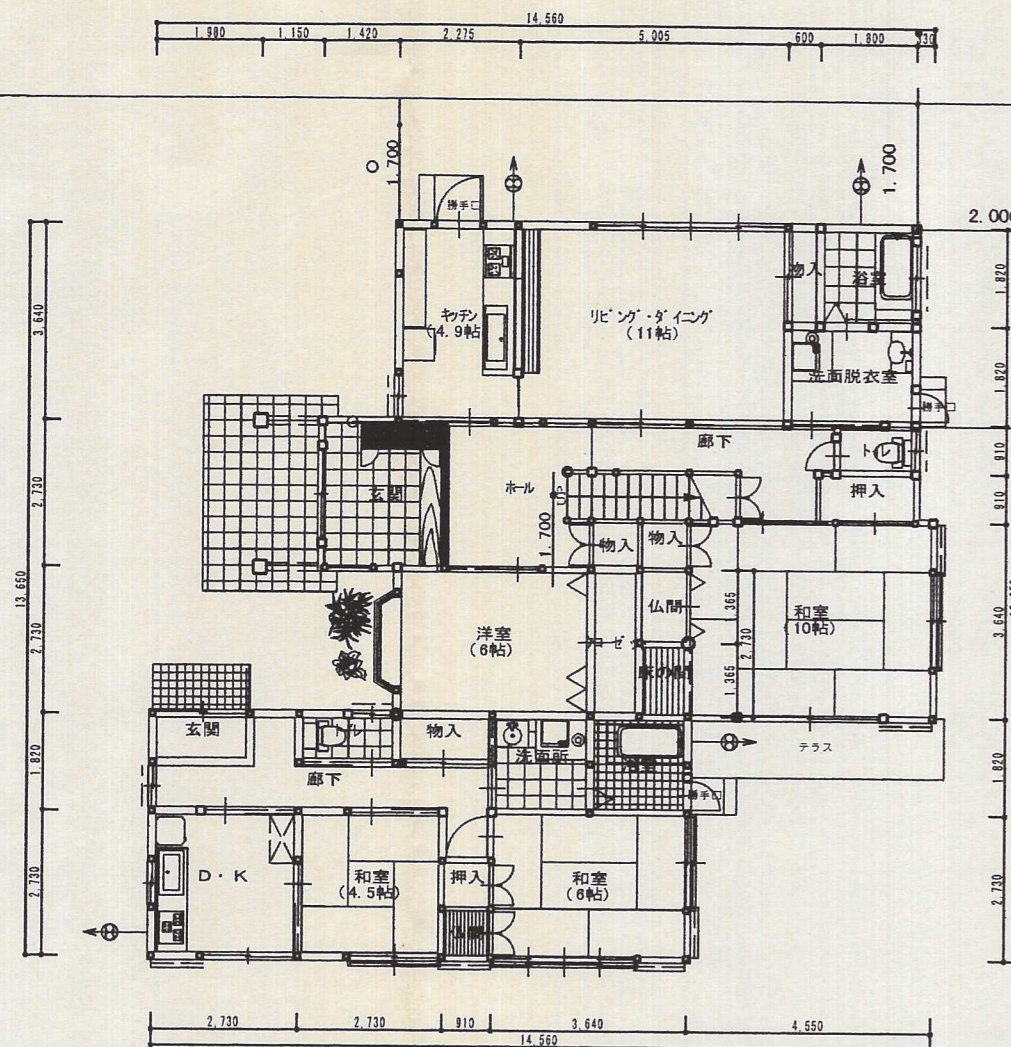 14.560
1.980 1.150 1.420 2.275 5.005 600 1.800 330
1.700
1.700
2.000
勝手口
3.640
キッチン
(4.9帖)
リビング・ダイニング
(11帖)
物入
浴室
1.820
洗面脱衣室
1.820
勝手口
廊下
トイレ
910
押入
910
玄関
ホール
UP
2.730
1.700
物入
物入
13.650
洋室
(6帖)
仏間
床の間
365
2.730
1.365
和室
(10帖)
3.640
2.730
玄関
トイレ
物入
洗面所
テラス
1.820
廊下
勝手口
1.820
D・K
和室
(4.5帖)
押入
仏間
和室
(6帖)
2.730
2.730
2.730 2.730 910 3.640 4.550
14.560